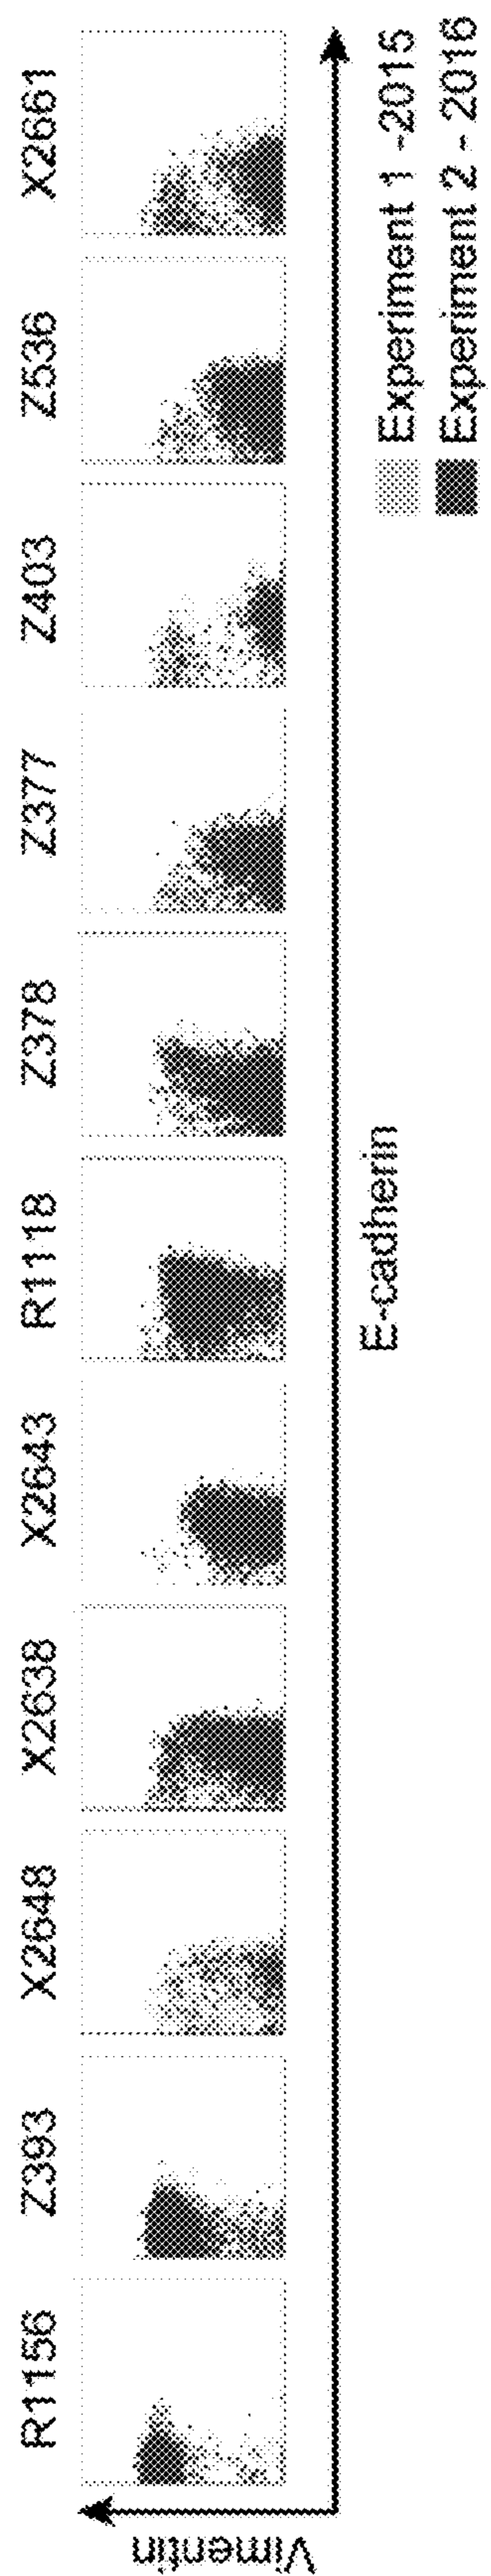 R1156 Z393 X2648 X2638 X2643 R1118 Z378 Z377 Z403 Z536 X2661
Vimentin
E-cadherin
Experiment 1 -2015
Experiment 2 - 2016